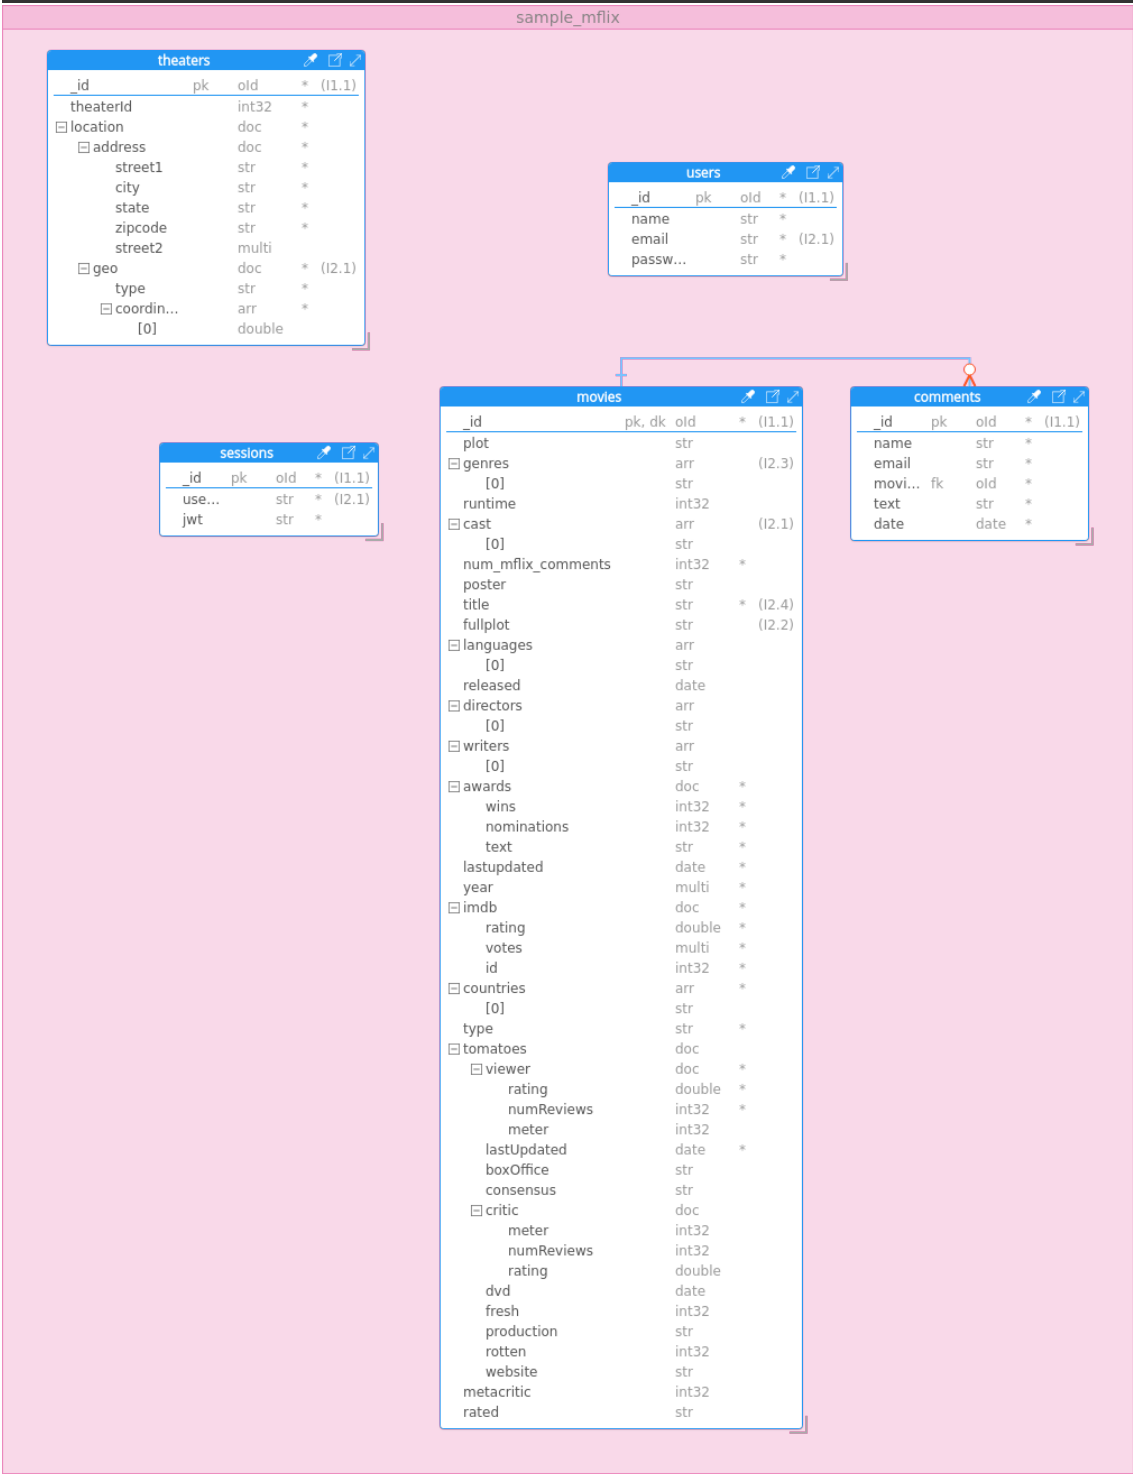 sample_mflix
theaters
_id pk oId * (I1.1)
theaterId int32 *
location doc *
address doc *
street1 str *
city str *
state str *
zipcode str *
street2 multi
geo doc * (I2.1)
type str *
coordin... arr *
[0] double
users
_id pk oId * (I1.1)
name str *
email str * (I2.1)
passw... str *
sessions
_id pk oId * (I1.1)
use... str * (I2.1)
jwt str *
movies
_id pk, dk oId * (I1.1)
plot str
genres arr (I2.3)
[0] str
runtime int32
cast arr (I2.1)
[0] str
num_mflix_comments int32 *
poster str
title str * (I2.4)
fullplot str (I2.2)
languages arr
[0] str
released date
directors arr
[0] str
writers arr
[0] str
awards doc *
wins int32 *
nominations int32 *
text str *
lastupdated date *
year multi *
imdb doc *
rating double *
votes multi *
id int32 *
countries arr *
[0] str
type str *
tomatoes doc
viewer doc *
rating double *
numReviews int32 *
meter int32
lastUpdated date *
boxOffice str
consensus str
critic doc
meter int32
numReviews int32
rating double
dvd date
fresh int32
production str
rotten int32
website str
metacritic int32
rated str
comments
_id pk oId * (I1.1)
name str *
email str *
movi... fk oId *
text str *
date date *